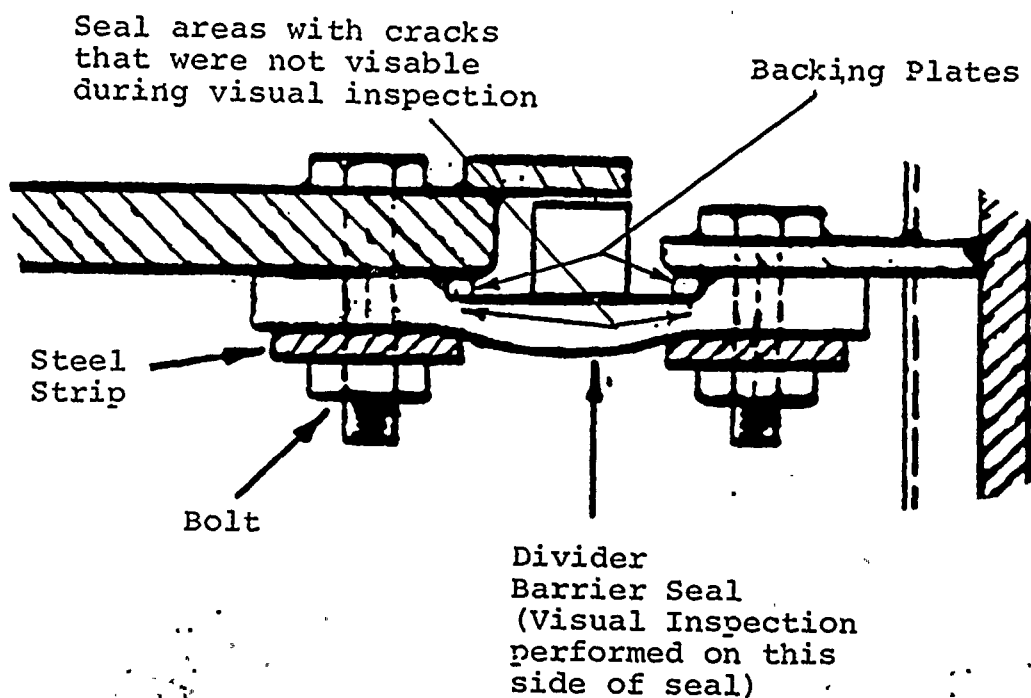 Seal areas with cracks
that were not visable
during visual inspection
Backing Plates
Steel
Strip
Bolt
Divider
Barrier Seal
(Visual Inspection
performed on this
side of seal)